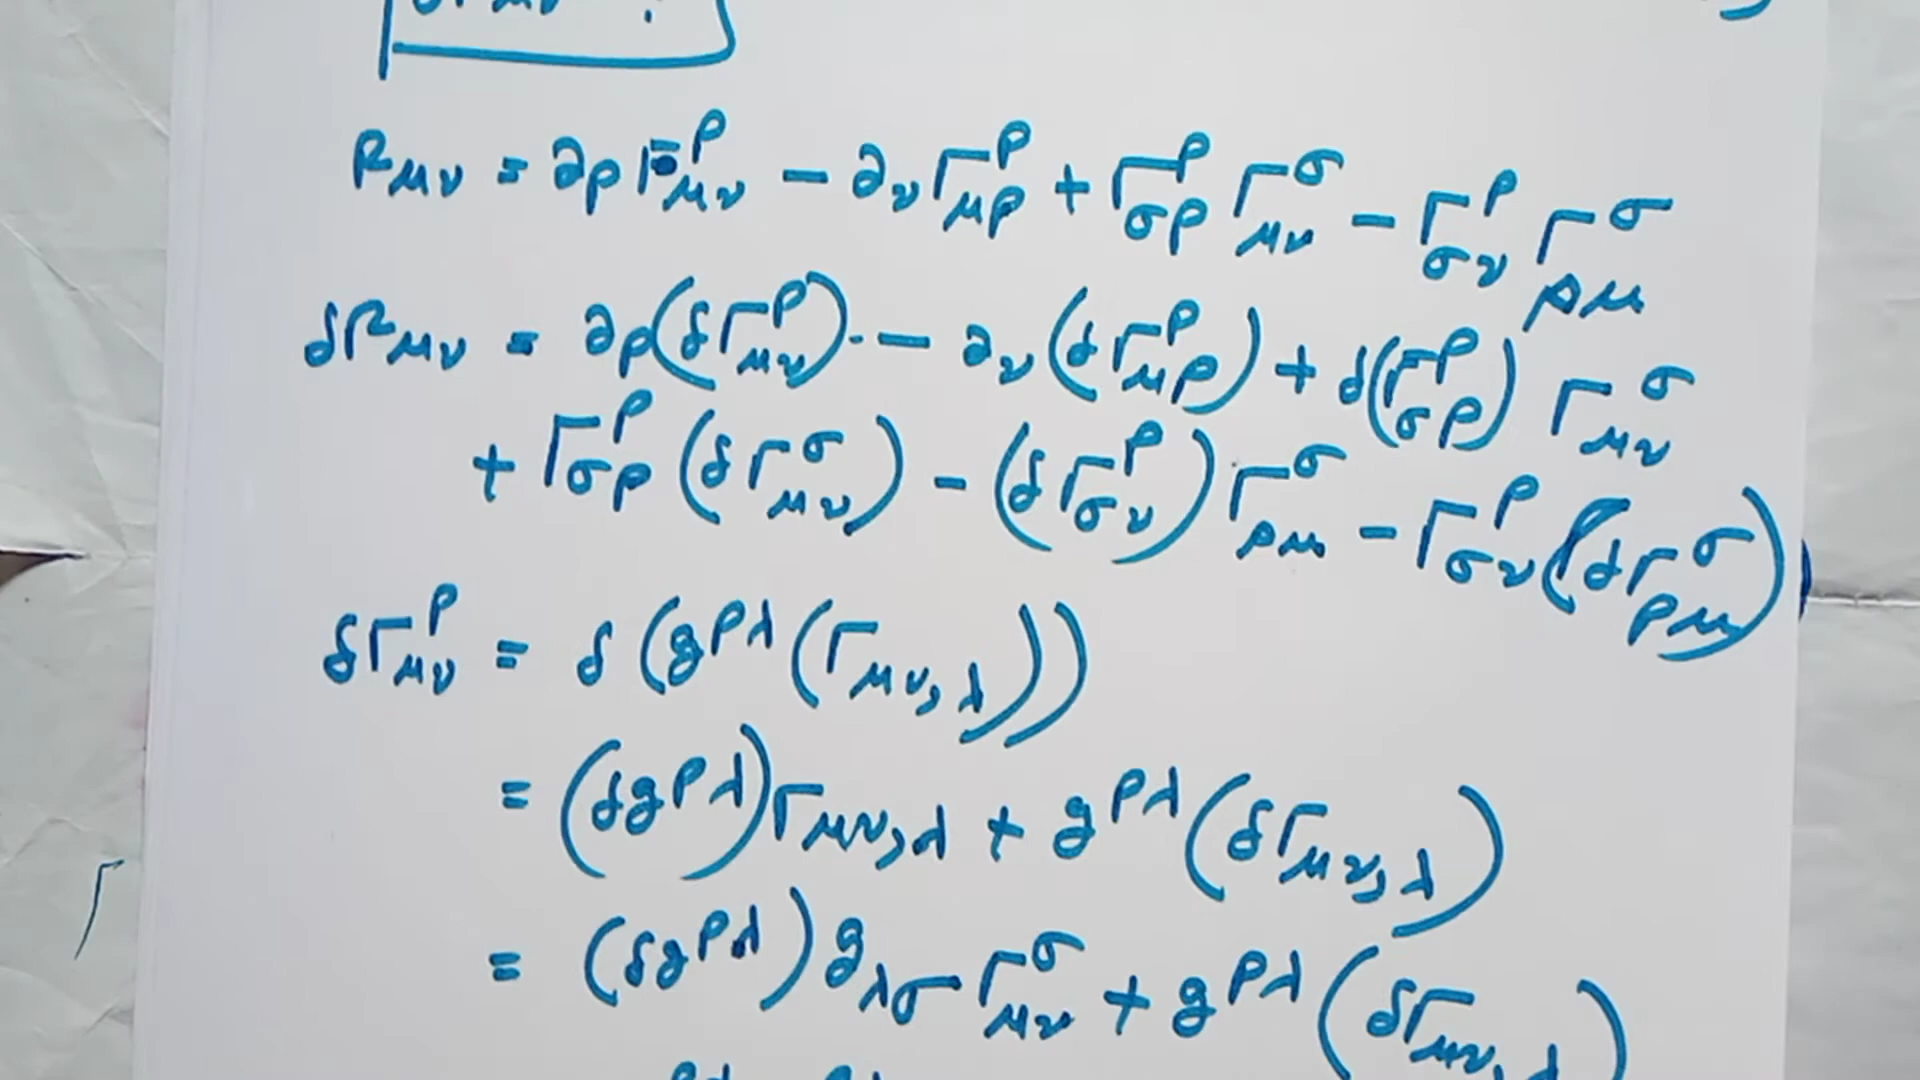 R_{μν} = ∂_ρ Γ^ρ_{μν} − ∂_ν Γ^ρ_{μρ} + Γ^ρ_{σρ} Γ^σ_{μν} − Γ^ρ_{σν} Γ^σ_{ρμ}
δR_{μν} = ∂_ρ(δΓ^ρ_{μν}) − ∂_ν(δΓ^ρ_{μρ}) + δ(Γ^ρ_{σρ}) Γ^σ_{μν}
+ Γ^ρ_{σρ}(δΓ^σ_{μν}) − (δΓ^ρ_{σν}) Γ^σ_{ρμ} − Γ^ρ_{σν}(δΓ^σ_{ρμ})
δΓ^ρ_{μν} = δ(g^{ρλ}(Γ_{μν,λ}))
= (δg^{ρλ})Γ_{μν,λ} + g^{ρλ}(δΓ_{μν,λ})
= (δg^{ρλ}) g_{λσ} Γ^σ_{μν} + g^{ρλ}(δΓ_{μν,λ})